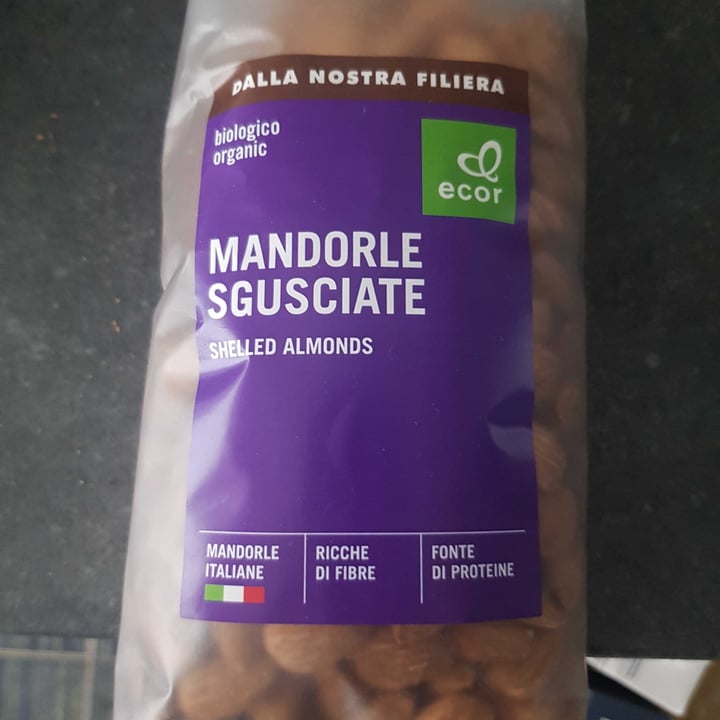 DALLA NOSTRA FILIERA
biologico
organic
ecor
MANDORLE
SGUSCIATE
SHELLED ALMONDS
MANDORLE
ITALIANE
RICCHE
DI FIBRE
FONTE
DI PROTEINE